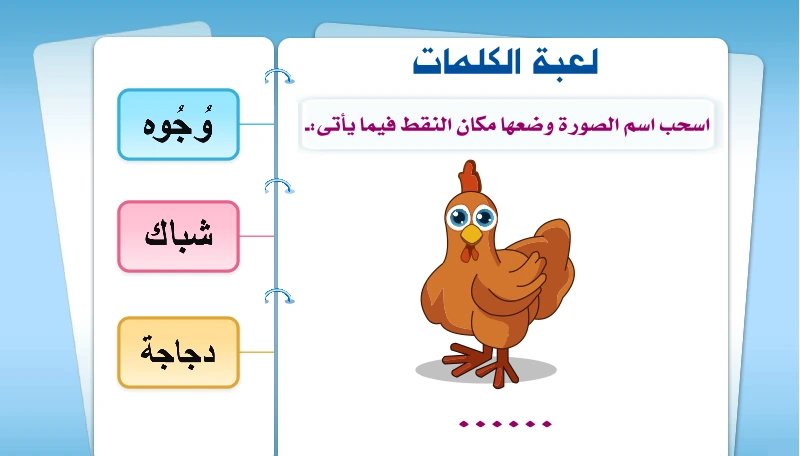 لعبة الكلمات
اسحب اسم الصورة وضعها مكان النقط فيما يأتى :ـ
وُجُوه
شباك
دجاجة
......